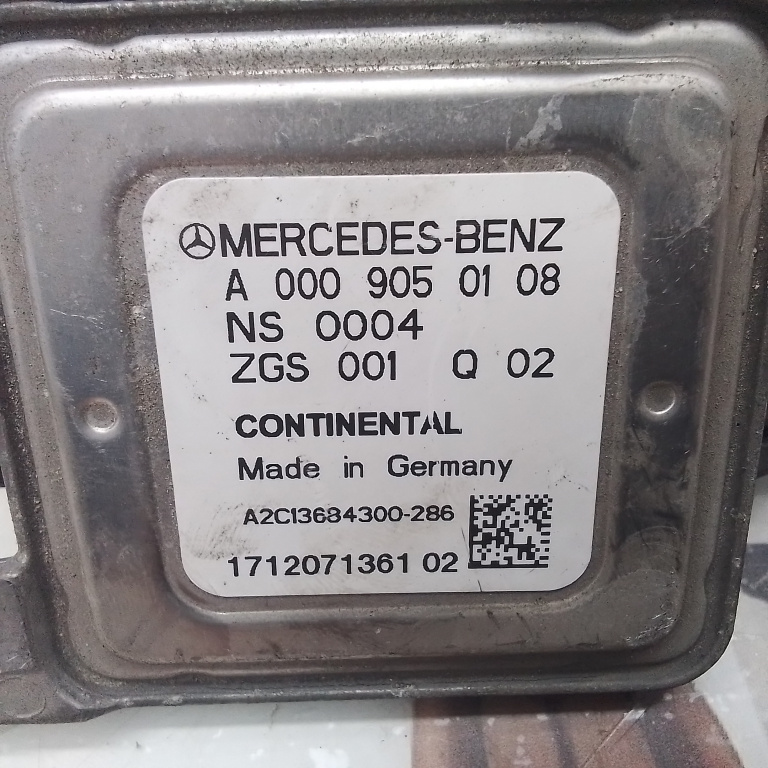 MERCEDES-BENZ
A 000 905 01 08
NS 0004
ZGS 001 Q 02
CONTINENTAL
Made in Germany
A2C13684300-286
1712071361 02